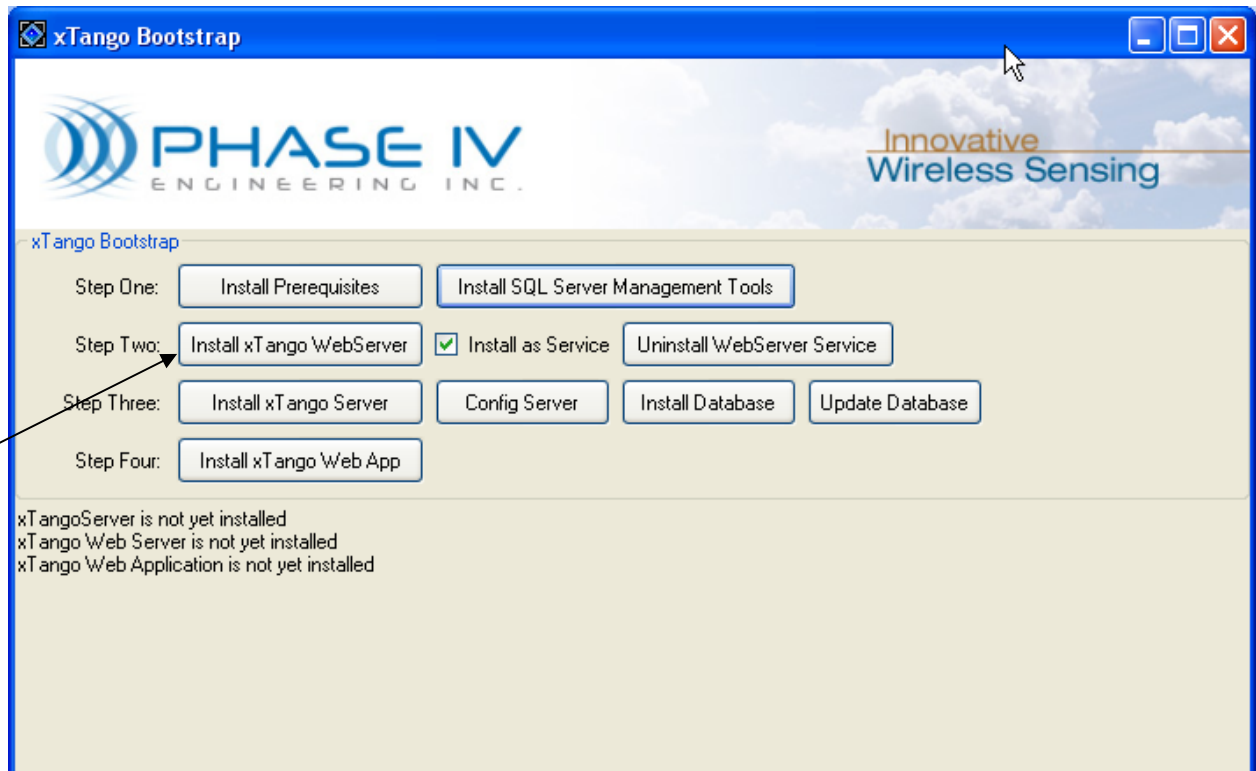 xTango Bootstrap
PHASE IV
ENGINEERING INC.
Innovative
Wireless Sensing
xTango Bootstrap
Step One: Install Prerequisites Install SQL Server Management Tools
Step Two: Install xTango WebServer Install as Service Uninstall WebServer Service
Step Three: Install xTango Server Config Server Install Database Update Database
Step Four: Install xTango Web App
xTangoServer is not yet installed
xTango Web Server is not yet installed
xTango Web Application is not yet installed